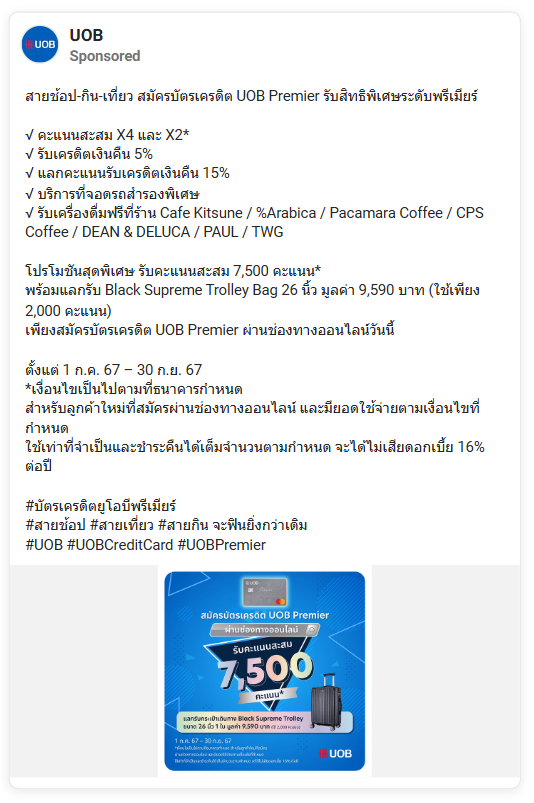 UOB
UOB
Sponsored
สายช้อป-กิน-เที่ยว สมัครบัตรเครดิต UOB Premier รับสิทธิพิเศษระดับพรีเมียร์
√ คะแนนสะสม X4 และ X2*
√ รับเครดิตเงินคืน 5%
√ แลกคะแนนรับเครดิตเงินคืน 15%
√ บริการที่จอดรถสำรองพิเศษ
√ รับเครื่องดื่มฟรีที่ร้าน Cafe Kitsune / %Arabica / Pacamara Coffee / CPS
Coffee / DEAN & DELUCA / PAUL / TWG
โปรโมชันสุดพิเศษ รับคะแนนสะสม 7,500 คะแนน*
พร้อมแลกรับ Black Supreme Trolley Bag 26 นิ้ว มูลค่า 9,590 บาท (ใช้เพียง
2,000 คะแนน)
เพียงสมัครบัตรเครดิต UOB Premier ผ่านช่องทางออนไลน์วันนี้
ตั้งแต่ 1 ก.ค. 67 – 30 ก.ย. 67
*เงื่อนไขเป็นไปตามที่ธนาคารกำหนด
สำหรับลูกค้าใหม่ที่สมัครผ่านช่องทางออนไลน์ และมียอดใช้จ่ายตามเงื่อนไขที่
กำหนด
ใช้เท่าที่จำเป็นและชำระคืนได้เต็มจำนวนตามกำหนด จะได้ไม่เสียดอกเบี้ย 16%
ต่อปี
#บัตรเครดิตยูโอบีพรีเมียร์
#สายช้อป #สายเที่ยว #สายกิน จะฟินยิ่งกว่าเดิม
#UOB #UOBCreditCard #UOBPremier
UOB
สมัครบัตรเครดิต UOB Premier
ผ่านช่องทางออนไลน์
รับคะแนนสะสม
7,500
คะแนน*
แลกรับกระเป๋าเดินทาง Black Supreme Trolley
ขนาด 26 นิ้ว 1 ใบ มูลค่า 9,590 บาท
1 ก.ค. 67 – 30 ก.ย. 67
UOB